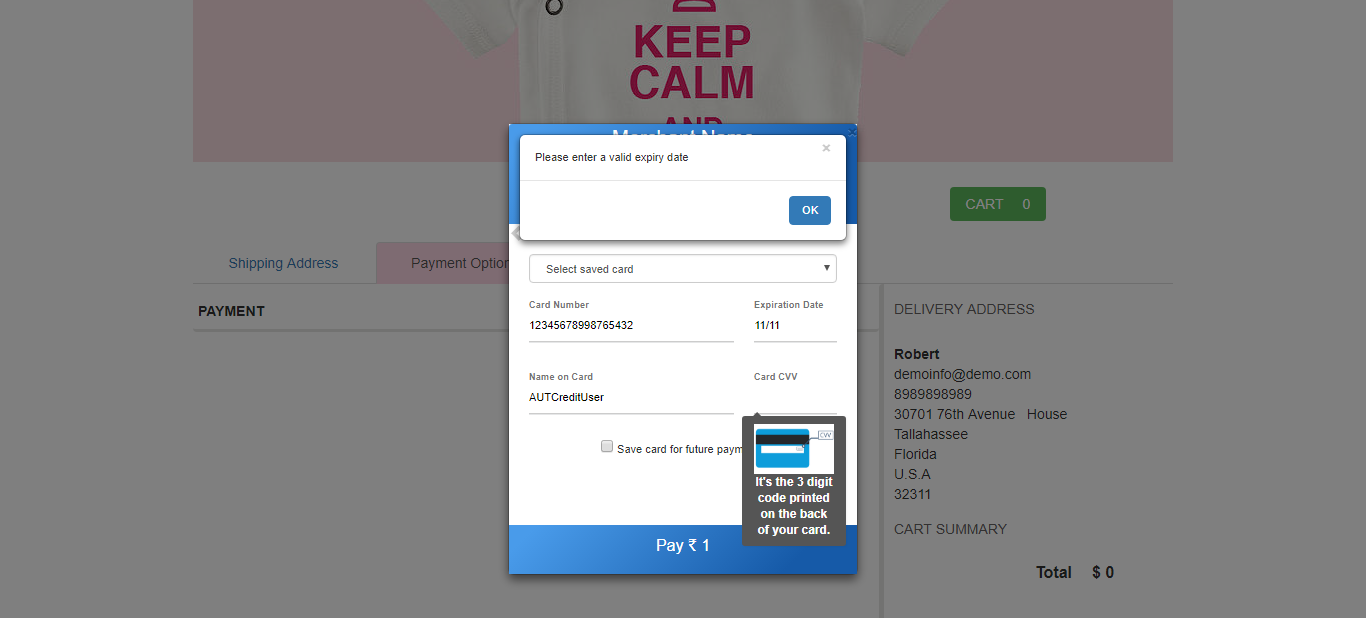 KEEP
CALM
AND
Merchant Name
×
Please enter a valid expiry date
OK
CART 0
Shipping Address
Payment Option
PAYMENT
Select saved card
Card Number
Expiration Date
12345678998765432
11/11
Name on Card
Card CVV
AUTCreditUser
Save card for future paym
CVV
It's the 3 digit
code printed
on the back
of your card.
Pay ₹ 1
DELIVERY ADDRESS
Robert
demoinfo@demo.com
8989898989
30701 76th Avenue House
Tallahassee
Florida
U.S.A
32311
CART SUMMARY
Total $ 0